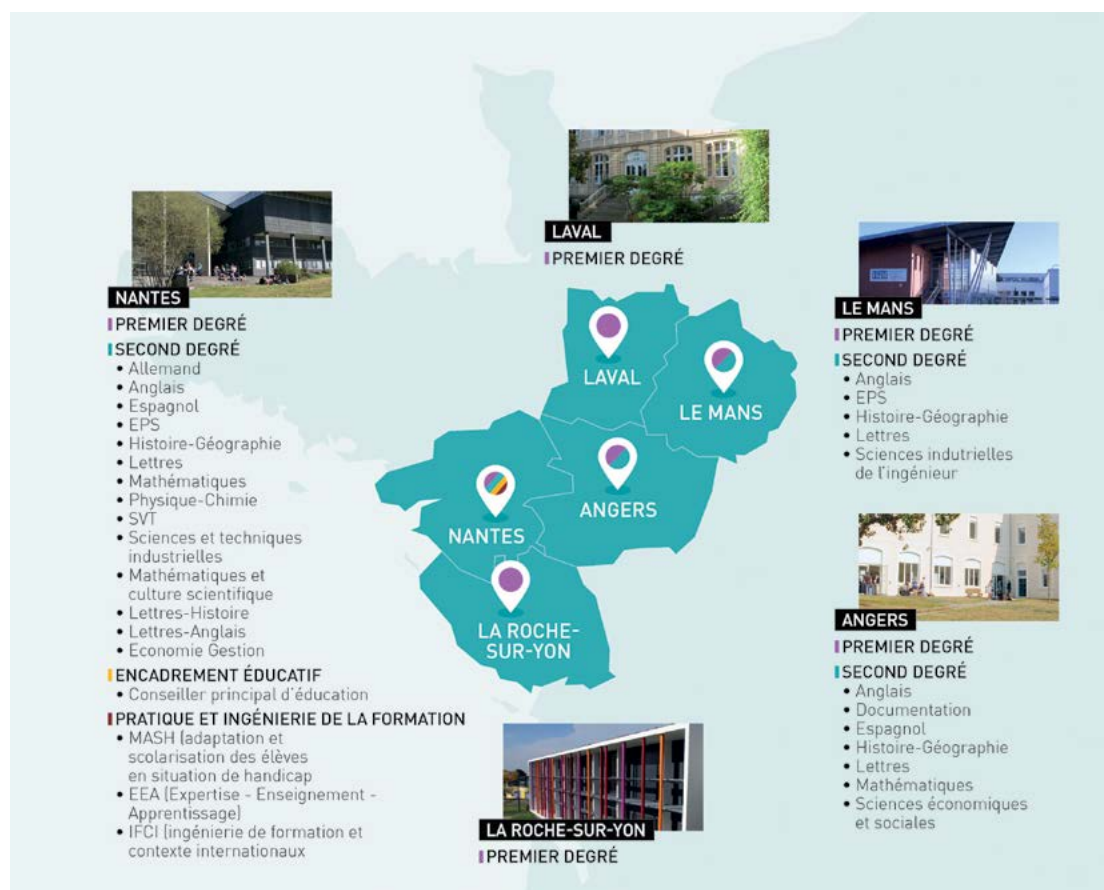 LAVAL
PREMIER DEGRÉ
NANTES
PREMIER DEGRÉ
SECOND DEGRÉ
• Allemand
• Anglais
• Espagnol
• EPS
• Histoire-Géographie
• Lettres
• Mathématiques
• Physique-Chimie
• SVT
• Sciences et techniques
industrielles
• Mathématiques et
culture scientifique
• Lettres-Histoire
• Lettres-Anglais
• Economie Gestion
ENCADREMENT ÉDUCATIF
• Conseiller principal d'éducation
PRATIQUE ET INGÉNIERIE DE LA FORMATION
• MASH (adaptation et
scolarisation des élèves
en situation de handicap
• EEA (Expertise - Enseignement -
Apprentissage)
• IFCI (ingénierie de formation et
contexte internationaux
LAVAL
LE MANS
ANGERS
NANTES
LA ROCHE-
SUR-YON
LE MANS
PREMIER DEGRÉ
SECOND DEGRÉ
• Anglais
• EPS
• Histoire-Géographie
• Lettres
• Sciences indutrielles
de l'ingénieur
ANGERS
PREMIER DEGRÉ
SECOND DEGRÉ
• Anglais
• Documentation
• Espagnol
• Histoire-Géographie
• Lettres
• Mathématiques
• Sciences économiques
et sociales
LA ROCHE-SUR-YON
PREMIER DEGRÉ